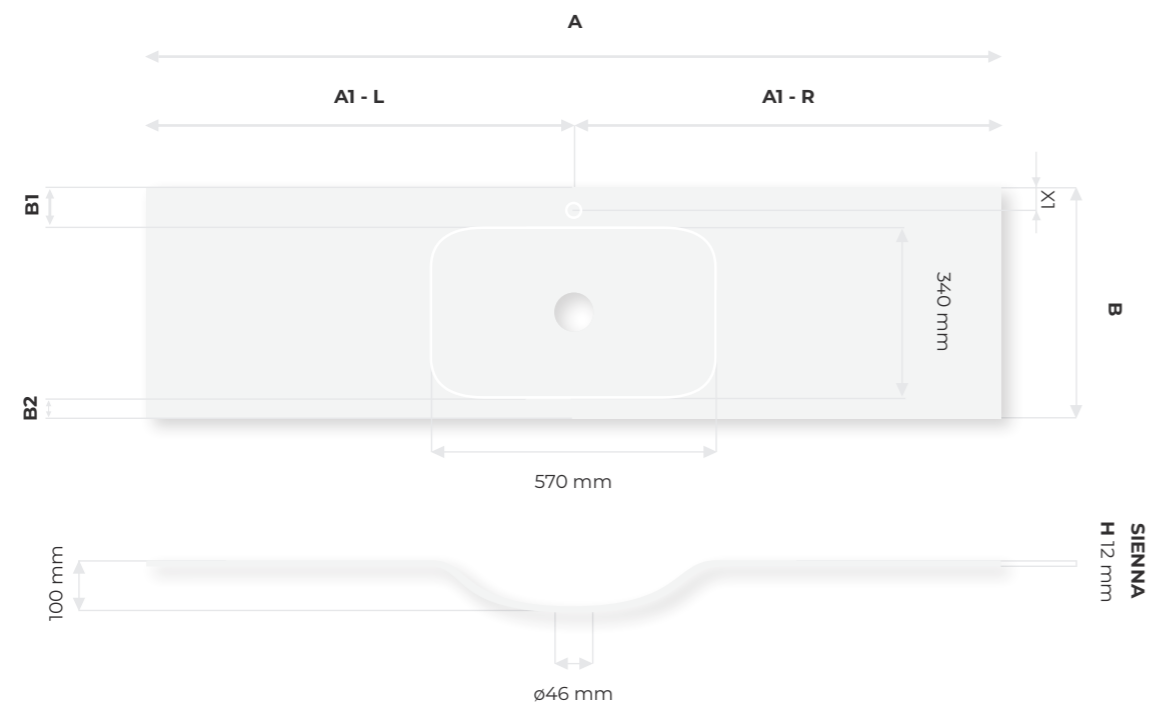 A
A1 - L
A1 - R
B1
X1
340 mm
B
B2
570 mm
SIENNA
H 12 mm
100 mm
ø46 mm